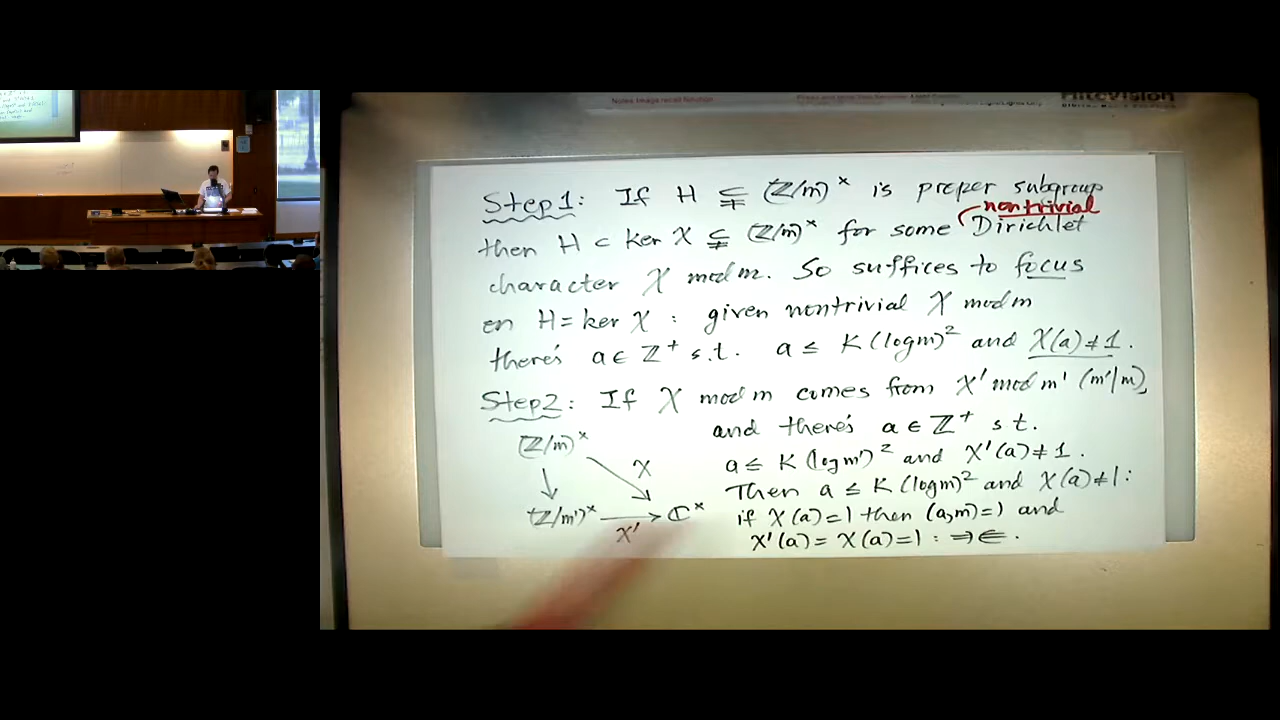 Step 1: If H ⊊ (ℤ/m)^× is proper subgroup
nontrivial
then H ⊂ ker χ ⊊ (ℤ/m)^× for some Dirichlet
character χ mod m. So suffices to focus
on H = ker χ : given nontrivial χ mod m
there's a ∈ ℤ⁺ s.t. a ≤ K(log m)² and χ(a) ≠ 1.
Step 2: If χ mod m comes from χ' mod m' (m'|m),
and there's a ∈ ℤ⁺ s t.
a ≤ K (log m')² and χ'(a) ≠ 1.
Then a ≤ K (log m)² and χ(a) ≠ 1:
if χ(a) = 1 then (a,m) = 1 and
χ'(a) = χ(a) = 1 : ⇒⇐.
(ℤ/m)^×
χ
(ℤ/m')^× → ℂ^×
χ'